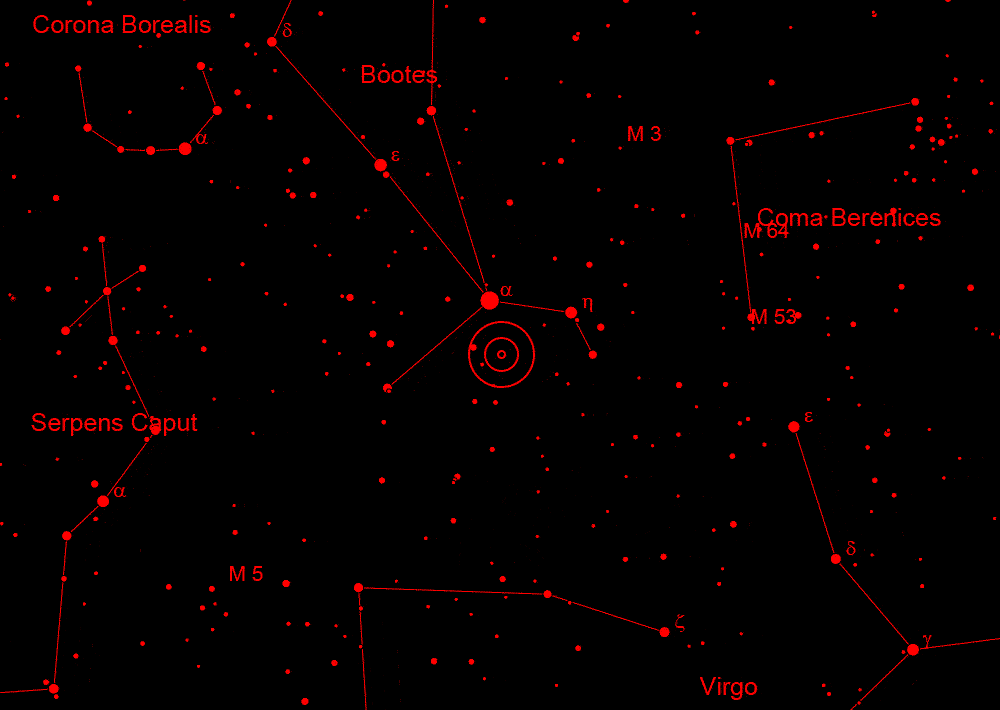 Corona Borealis
δ
Bootes
α
ε
M 3
Coma Berenices
M 64
α
η
M 53
Serpens Caput
ε
α
δ
M 5
ζ
γ
Virgo